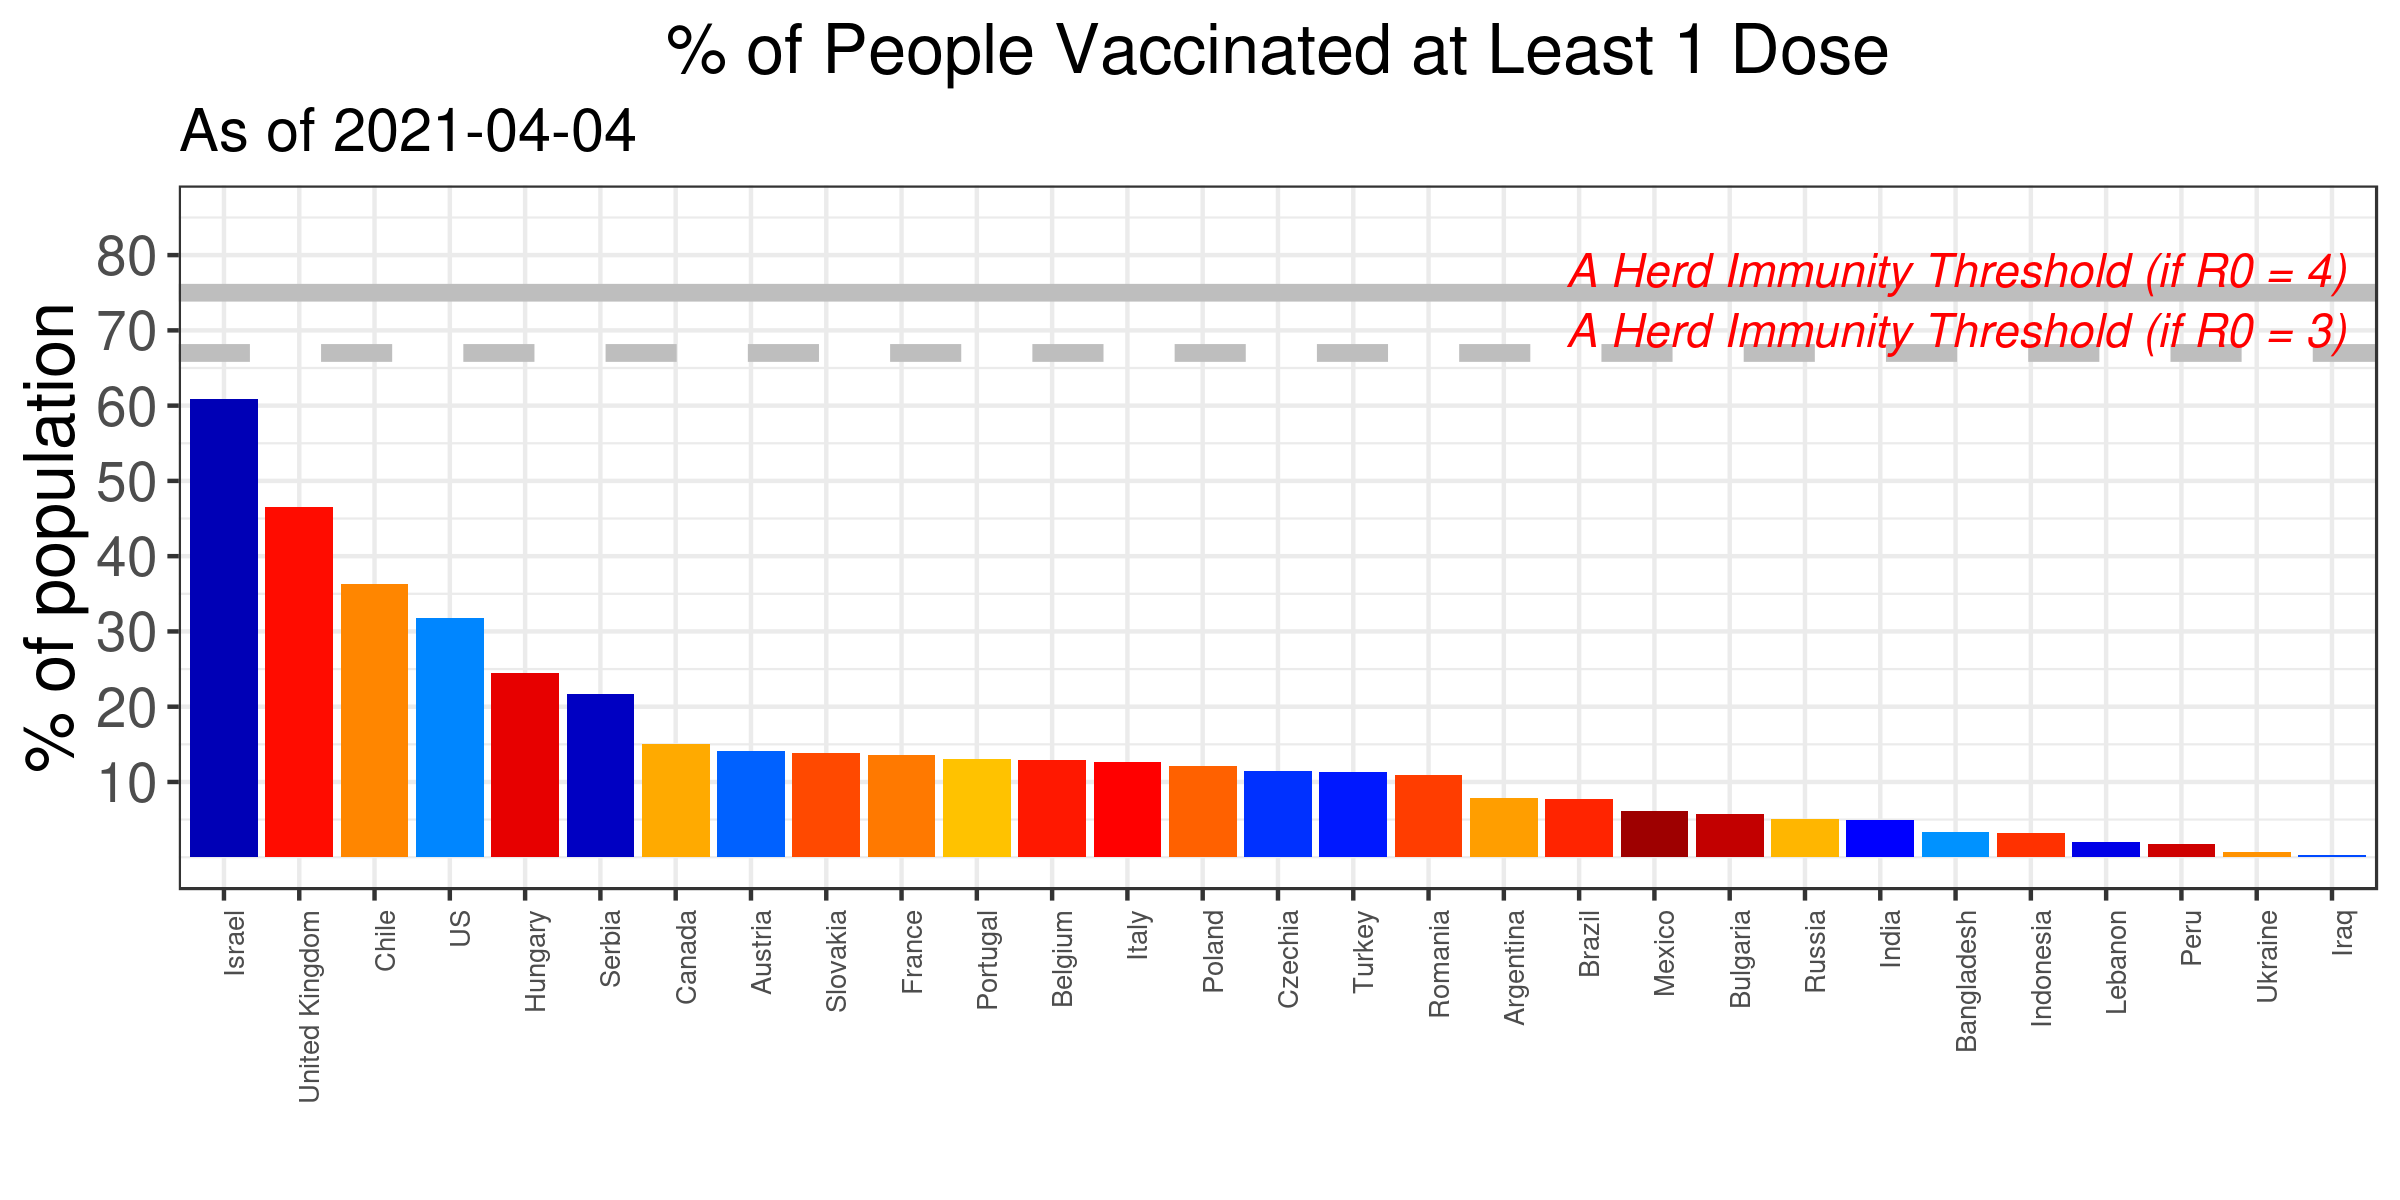 % of People Vaccinated at Least 1 Dose
As of 2021-04-04
% of population
80
70
60
50
40
30
20
10
A Herd Immunity Threshold (if R0 = 4)
A Herd Immunity Threshold (if R0 = 3)
Israel
United Kingdom
Chile
US
Hungary
Serbia
Canada
Austria
Slovakia
France
Portugal
Belgium
Italy
Poland
Czechia
Turkey
Romania
Argentina
Brazil
Mexico
Bulgaria
Russia
India
Bangladesh
Indonesia
Lebanon
Peru
Ukraine
Iraq